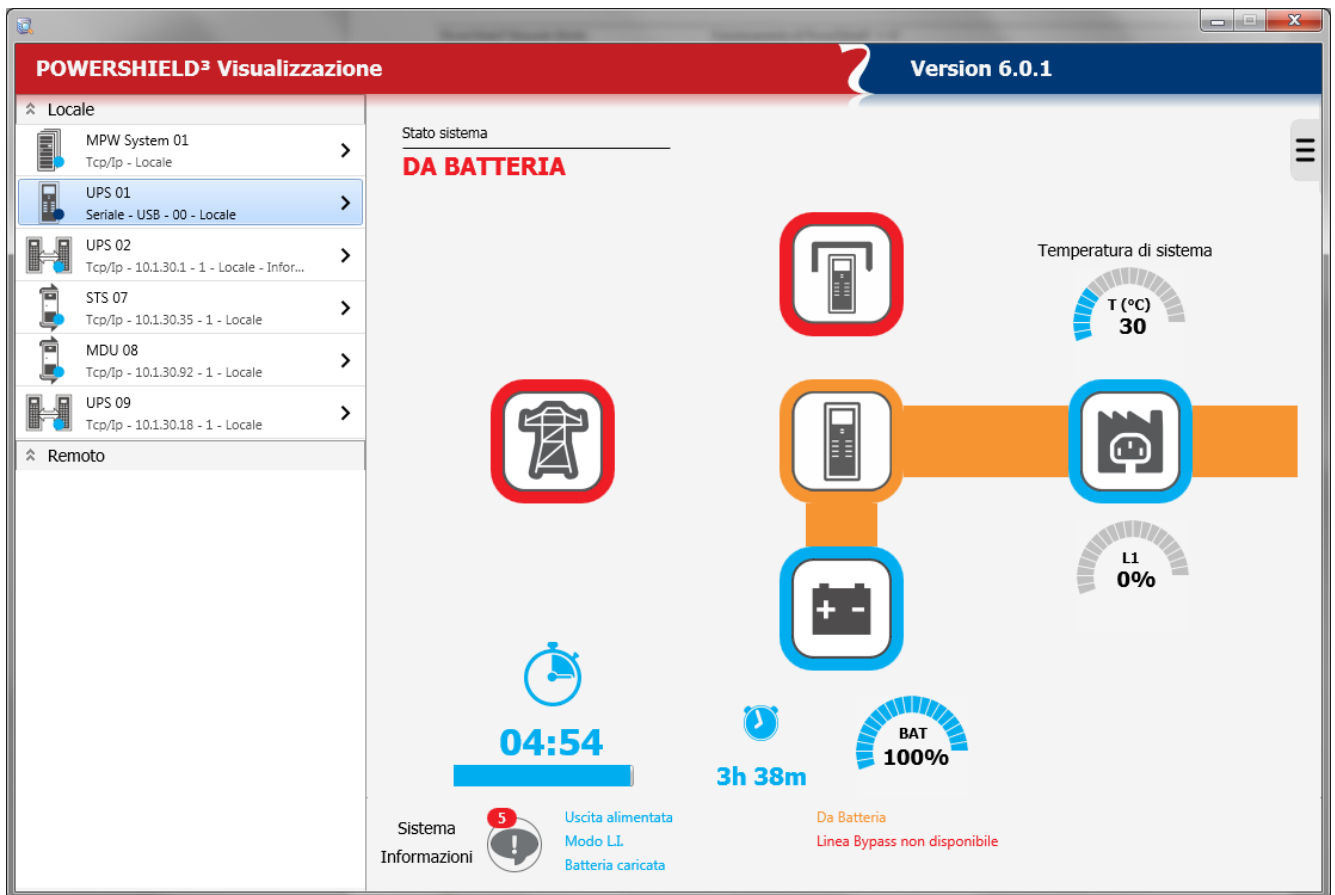 POWERSHIELD³ Visualizzazione
Version 6.0.1
Locale
MPW System 01
Tcp/Ip - Locale
UPS 01
Seriale - USB - 00 - Locale
UPS 02
Tcp/Ip - 10.1.30.1 - 1 - Locale - Infor...
STS 07
Tcp/Ip - 10.1.30.35 - 1 - Locale
MDU 08
Tcp/Ip - 10.1.30.92 - 1 - Locale
UPS 09
Tcp/Ip - 10.1.30.18 - 1 - Locale
Remoto
Stato sistema
DA BATTERIA
Temperatura di sistema
T (°C)
30
L1
0%
04:54
3h 38m
BAT
100%
Sistema
Informazioni
5
Uscita alimentata
Modo L.I.
Batteria caricata
Da Batteria
Linea Bypass non disponibile